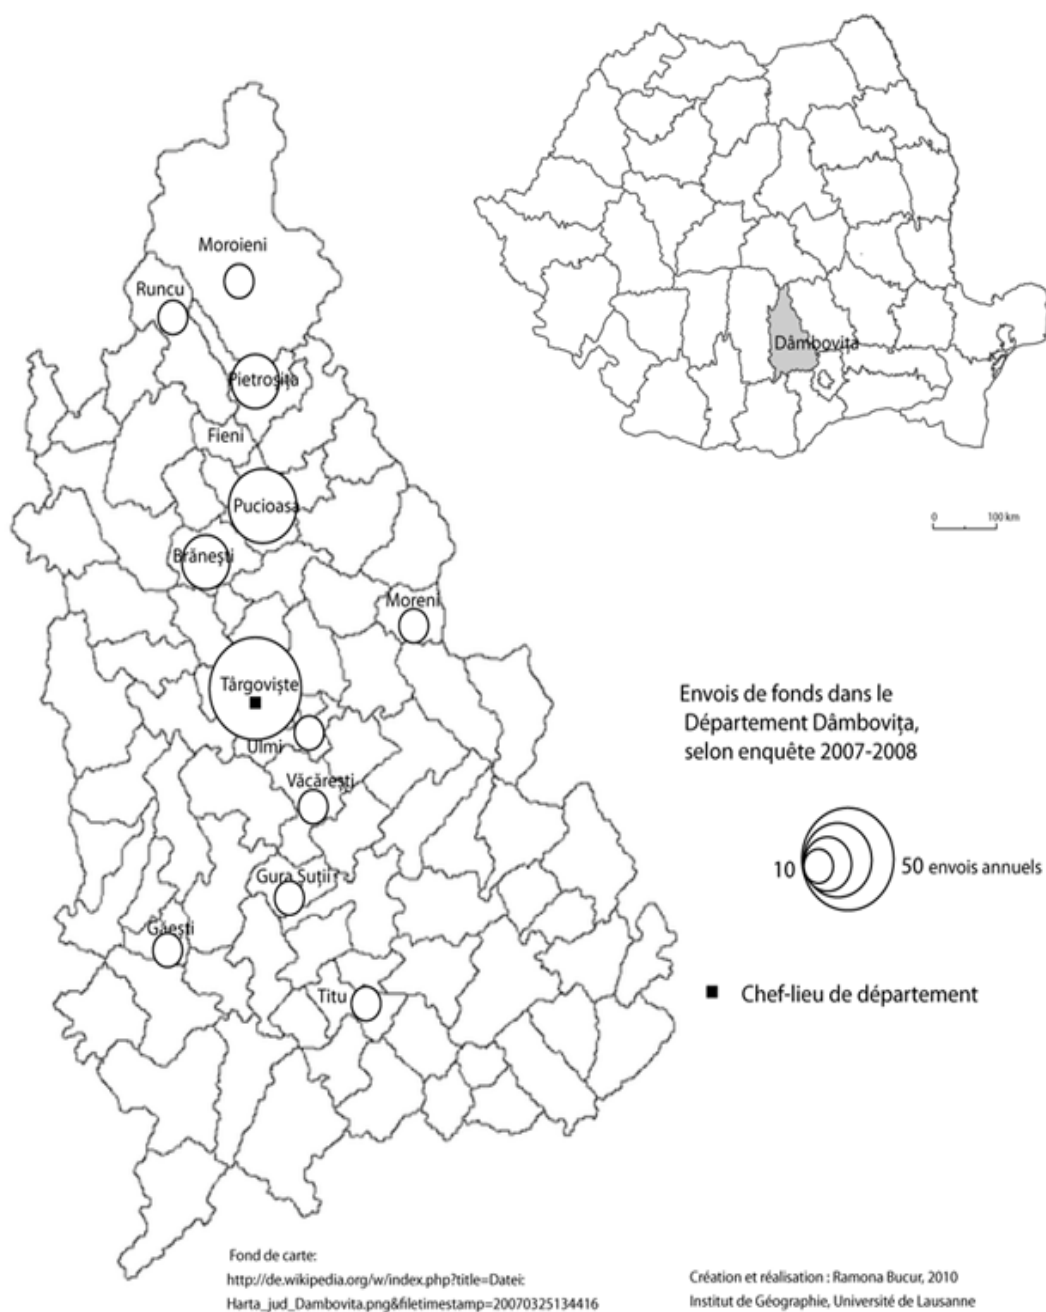 Moroieni
Runcu
Pietroșița
Fieni
Pucioasa
Brănești
Moreni
Târgoviște
Ulmi
Văcărești
Gura Șuții
Găești
Titu
Dâmbovița
0 100 km
Envois de fonds dans le
Département Dâmbovița,
selon enquête 2007-2008
10
50 envois annuels
Chef-lieu de département
Fond de carte:
http://de.wikipedia.org/w/index.php?title=Datei:
Harta_jud_Dambovita.png&filetimestamp=20070325134416
Création et réalisation : Ramona Bucur, 2010
Institut de Géographie, Université de Lausanne